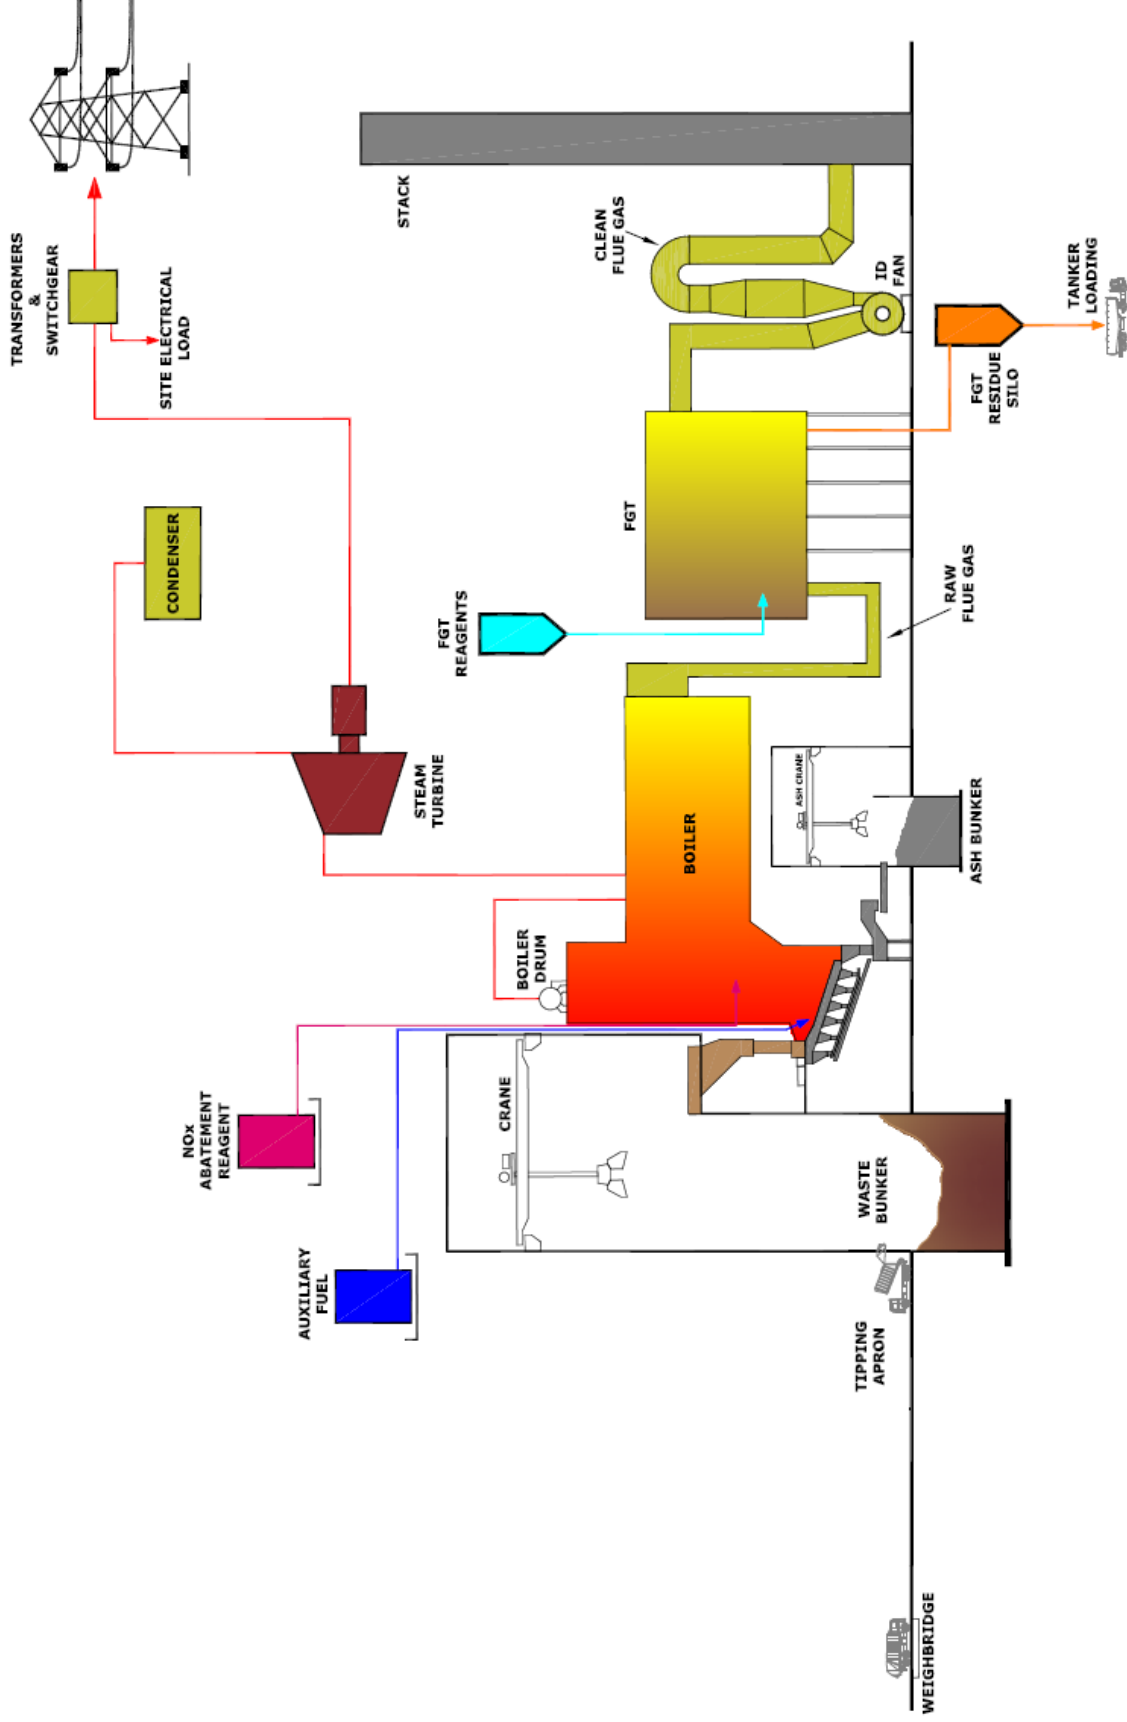 TRANSFORMERS
&
SWITCHGEAR
SITE ELECTRICAL
LOAD
CONDENSER
STEAM
TURBINE
NOx
ABATEMENT
REAGENT
AUXILIARY
FUEL
BOILER
DRUM
CRANE
BOILER
FGT
REAGENTS
FGT
STACK
CLEAN
FLUE GAS
ID
FAN
RAW
FLUE GAS
FGT
RESIDUE
SILO
TANKER
LOADING
ASH CRANE
ASH BUNKER
WASTE
BUNKER
TIPPING
APRON
WEIGHBRIDGE